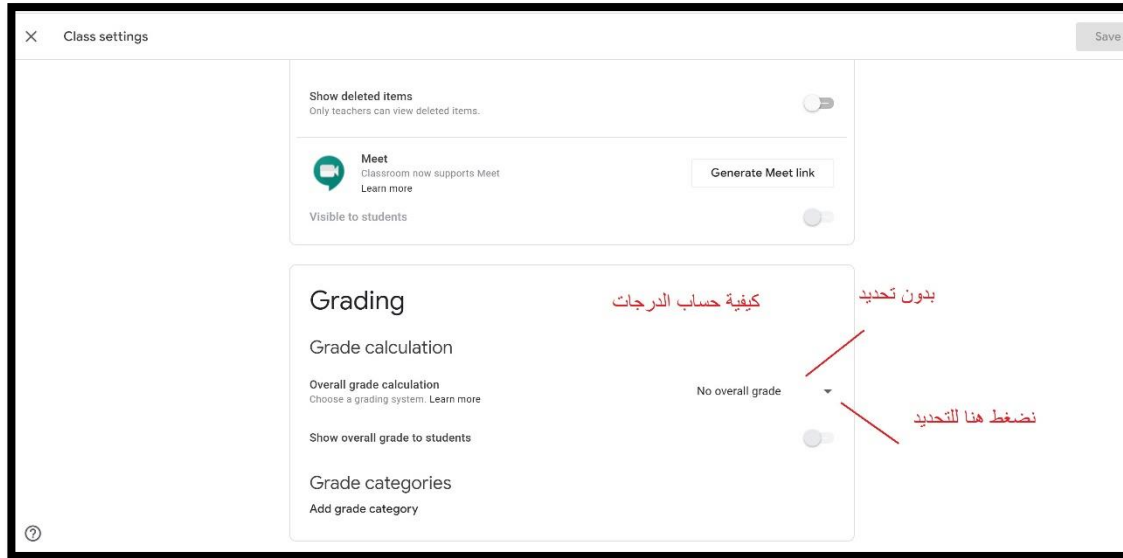 Class settings
Save
Show deleted items
Only teachers can view deleted items.
Meet
Classroom now supports Meet
Learn more
Generate Meet link
Visible to students
Grading
كيفية حساب الدرجات
بدون تحديد
Grade calculation
Overall grade calculation
Choose a grading system. Learn more
No overall grade
نضغط هنا للتحديد
Show overall grade to students
Grade categories
Add grade category